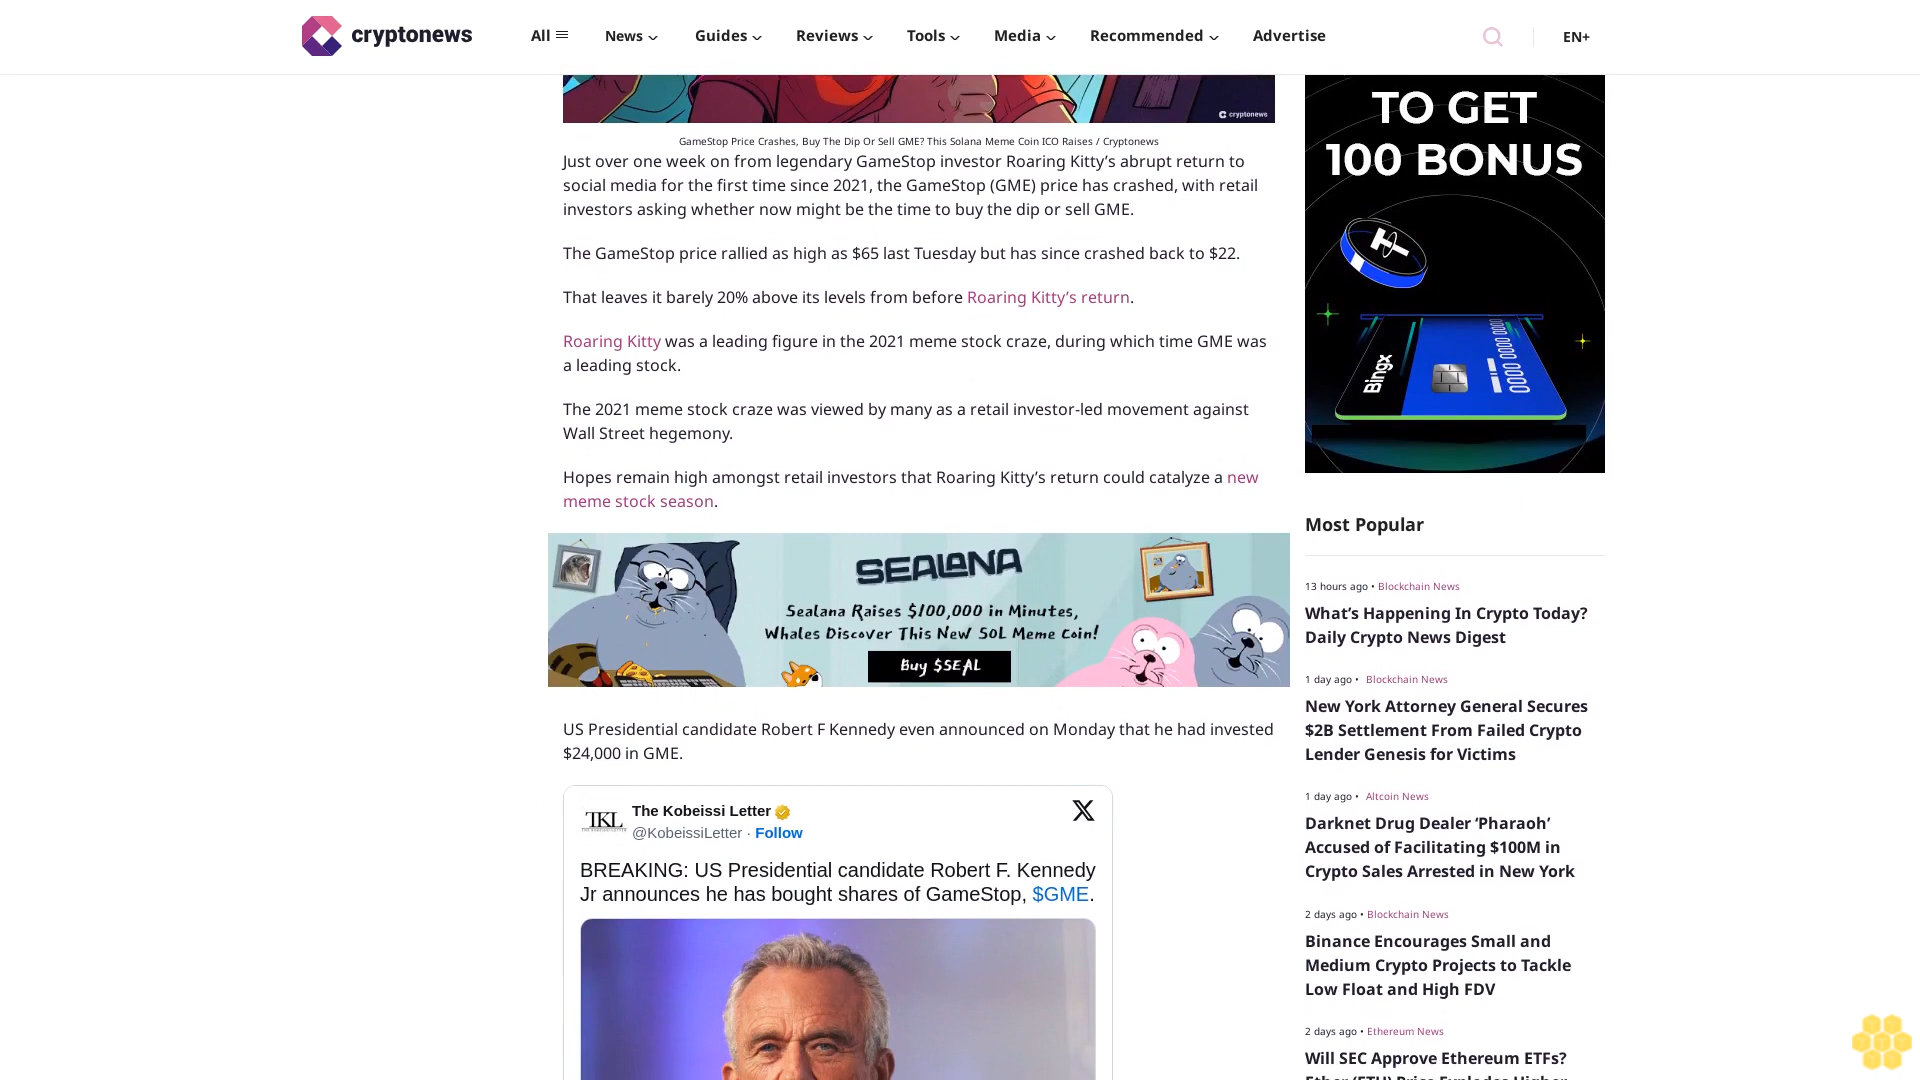 cryptonews
All
News
Guides
Reviews
Tools
Media
Recommended
Advertise
EN+
cryptonews
GameStop Price Crashes, Buy The Dip Or Sell GME? This Solana Meme Coin ICO Raises / Cryptonews
Just over one week on from legendary GameStop investor Roaring Kitty’s abrupt return to
social media for the first time since 2021, the GameStop (GME) price has crashed, with retail
investors asking whether now might be the time to buy the dip or sell GME.
The GameStop price rallied as high as $65 last Tuesday but has since crashed back to $22.
That leaves it barely 20% above its levels from before Roaring Kitty’s return.
Roaring Kitty was a leading figure in the 2021 meme stock craze, during which time GME was
a leading stock.
The 2021 meme stock craze was viewed by many as a retail investor-led movement against
Wall Street hegemony.
Hopes remain high amongst retail investors that Roaring Kitty’s return could catalyze a new
meme stock season.
SEALANA
Sealana Raises $100,000 in Minutes,
Whales Discover This New SOL Meme Coin!
Buy $SEAL
US Presidential candidate Robert F Kennedy even announced on Monday that he had invested
$24,000 in GME.
TKL
The Kobeissi Letter
@KobeissiLetter · Follow
BREAKING: US Presidential candidate Robert F. Kennedy
Jr announces he has bought shares of GameStop, $GME.
TO GET
100 BONUS
Bingx
Most Popular
13 hours ago • Blockchain News
What’s Happening In Crypto Today?
Daily Crypto News Digest
1 day ago • Blockchain News
New York Attorney General Secures
$2B Settlement From Failed Crypto
Lender Genesis for Victims
1 day ago • Altcoin News
Darknet Drug Dealer ‘Pharaoh’
Accused of Facilitating $100M in
Crypto Sales Arrested in New York
2 days ago • Blockchain News
Binance Encourages Small and
Medium Crypto Projects to Tackle
Low Float and High FDV
2 days ago • Ethereum News
Will SEC Approve Ethereum ETFs?
Ether (ETH) Price Explodes Higher